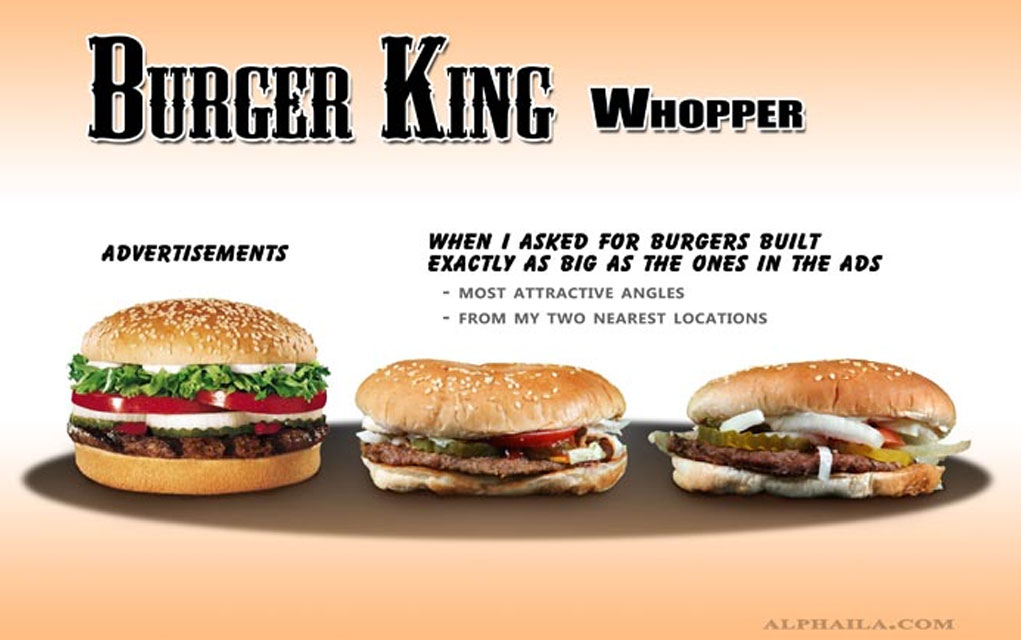 BURGER KING WHOPPER
ADVERTISEMENTS
WHEN I ASKED FOR BURGERS BUILT
EXACTLY AS BIG AS THE ONES IN THE ADS
- MOST ATTRACTIVE ANGLES
- FROM MY TWO NEAREST LOCATIONS
ALPHAILA.COM